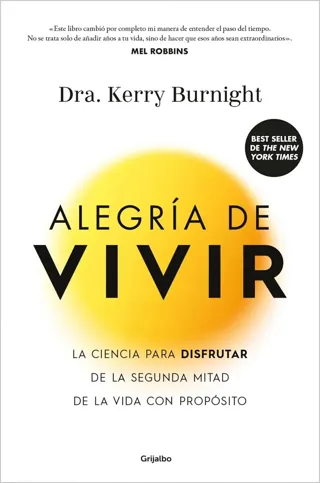 «Este libro cambió por completo mi manera de entender el paso del tiempo.
No se trata solo de añadir años a tu vida, sino de hacer que esos años sean extraordinarios».
MEL ROBBINS
Dra. Kerry Burnight
BEST SELLER
DE THE NEW
YORK TIMES
ALEGRÍA DE
VIVIR
LA CIENCIA PARA DISFRUTAR
DE LA SEGUNDA MITAD
DE LA VIDA CON PROPÓSITO
Grijalbo